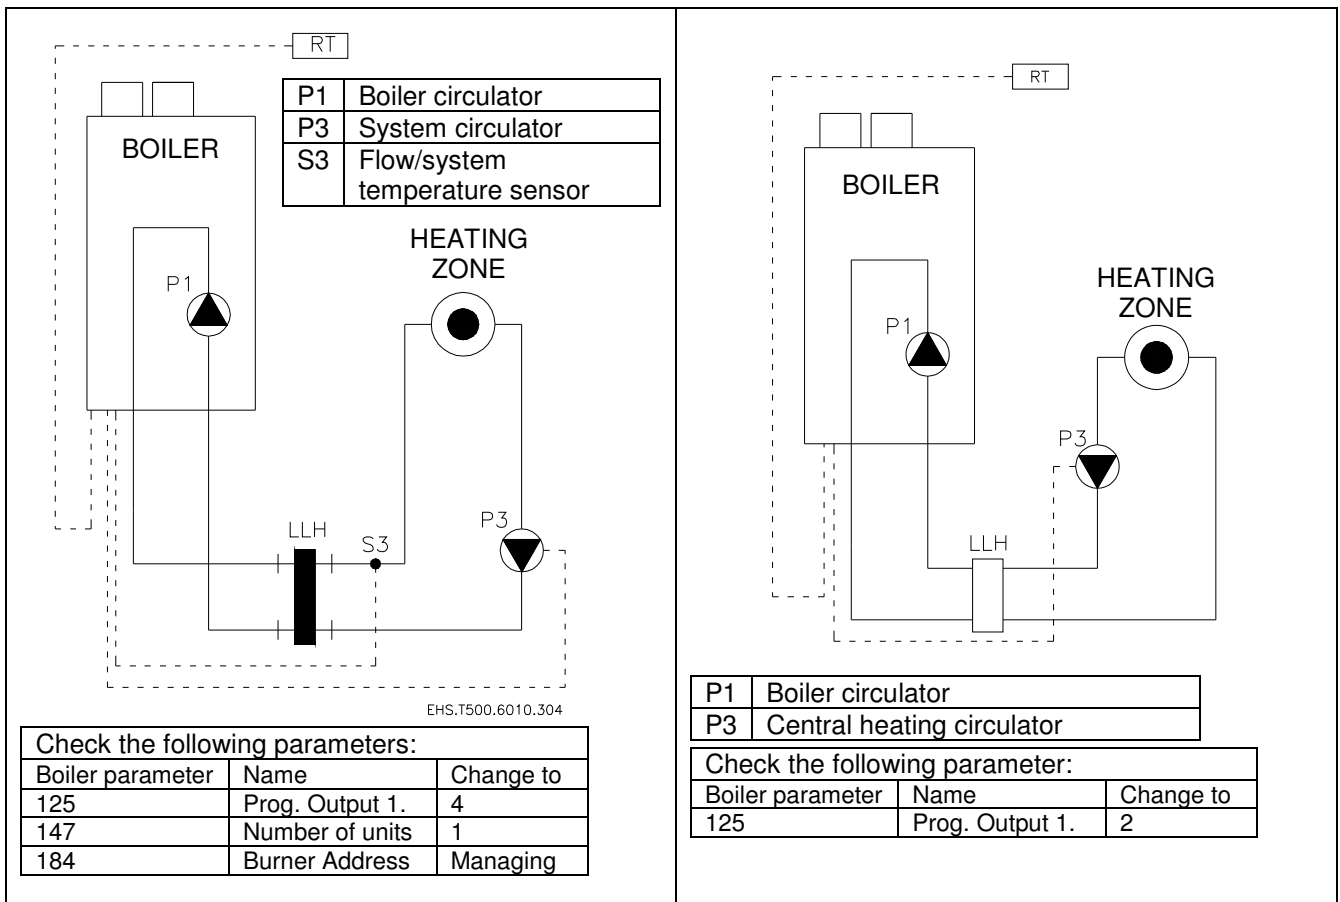 RT
P1 Boiler circulator
P3 System circulator
S3 Flow/system
temperature sensor
BOILER
HEATING
ZONE
P1
P3
LLH
S3
EHS.T500.6010.304
Check the following parameters:
Boiler parameter Name Change to
125 Prog. Output 1. 4
147 Number of units 1
184 Burner Address Managing
RT
BOILER
HEATING
ZONE
P1
P3
LLH
P1 Boiler circulator
P3 Central heating circulator
Check the following parameter:
Boiler parameter Name Change to
125 Prog. Output 1. 2